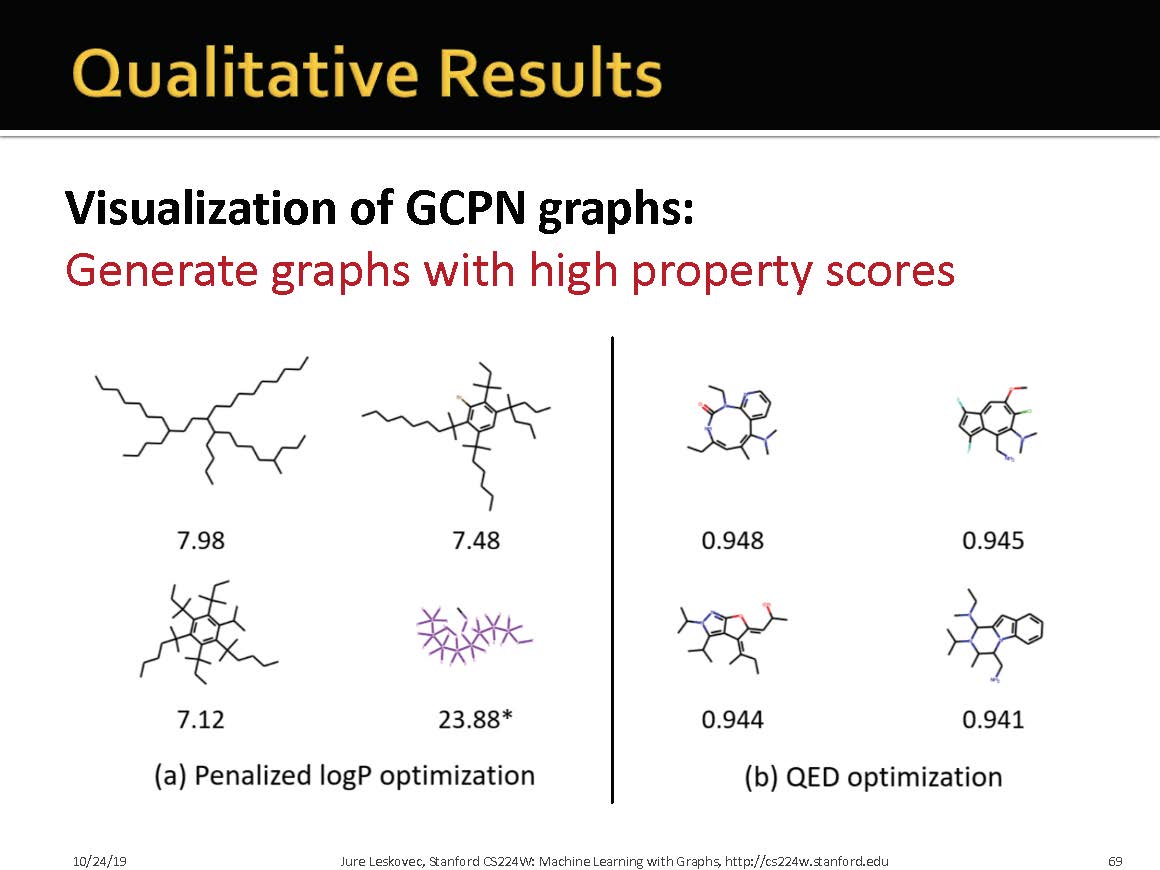 Qualitative Results
Visualization of GCPN graphs:
Generate graphs with high property scores
7.98
7.48
7.12
23.88*
(a) Penalized logP optimization
0.948
0.945
0.944
0.941
(b) QED optimization
10/24/19
Jure Leskovec, Stanford CS224W: Machine Learning with Graphs, http://cs224w.stanford.edu
69